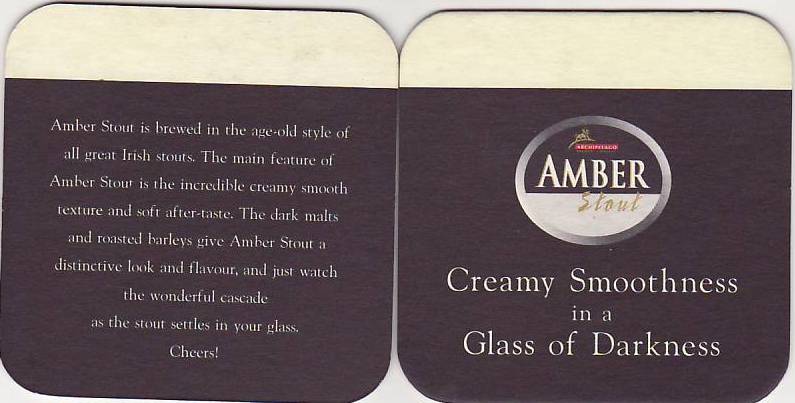 Amber Stout is brewed in the age-old style of
all great Irish stouts. The main feature of
Amber Stout is the incredible creamy smooth
texture and soft after-taste. The dark malts
and roasted barleys give Amber Stout a
distinctive look and flavour, and just watch
the wonderful cascade
as the stout settles in your glass.
Cheers!
ARCHIPELAGO
AMBER
Stout
Creamy Smoothness
in a
Glass of Darkness